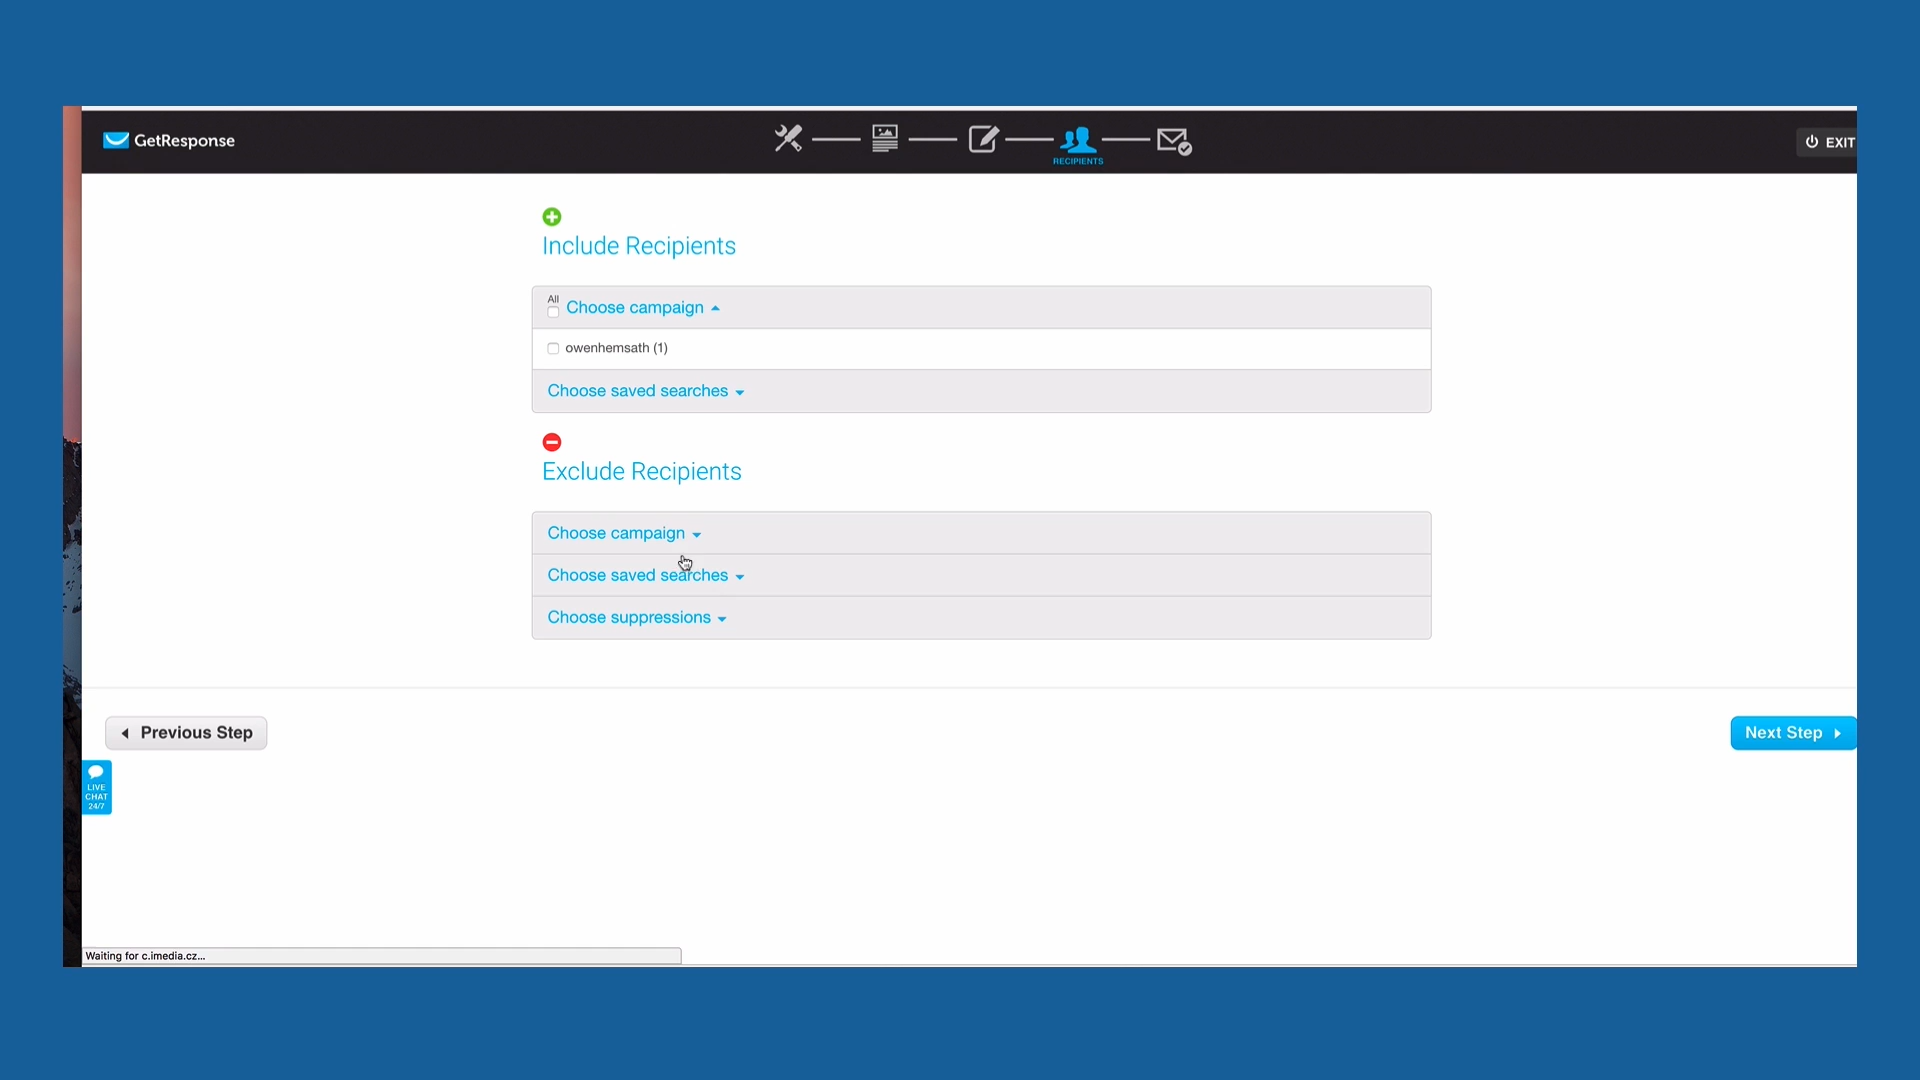 GetResponse
RECIPIENTS
EXIT
Include Recipients
All
Choose campaign
owenhemsath (1)
Choose saved searches
Exclude Recipients
Choose campaign
Choose saved searches
Choose suppressions
Previous Step
Next Step
LIVE
CHAT
24/7
Waiting for c.imedia.cz...